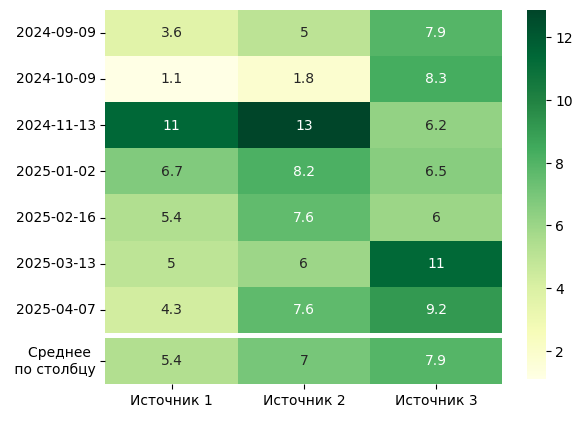 2024-09-09 3.6 5 7.9
2024-10-09 1.1 1.8 8.3
2024-11-13 11 13 6.2
2025-01-02 6.7 8.2 6.5
2025-02-16 5.4 7.6 6
2025-03-13 5 6 11
2025-04-07 4.3 7.6 9.2
Среднее
по столбцу 5.4 7 7.9
Источник 1 Источник 2 Источник 3
12
10
8
6
4
2